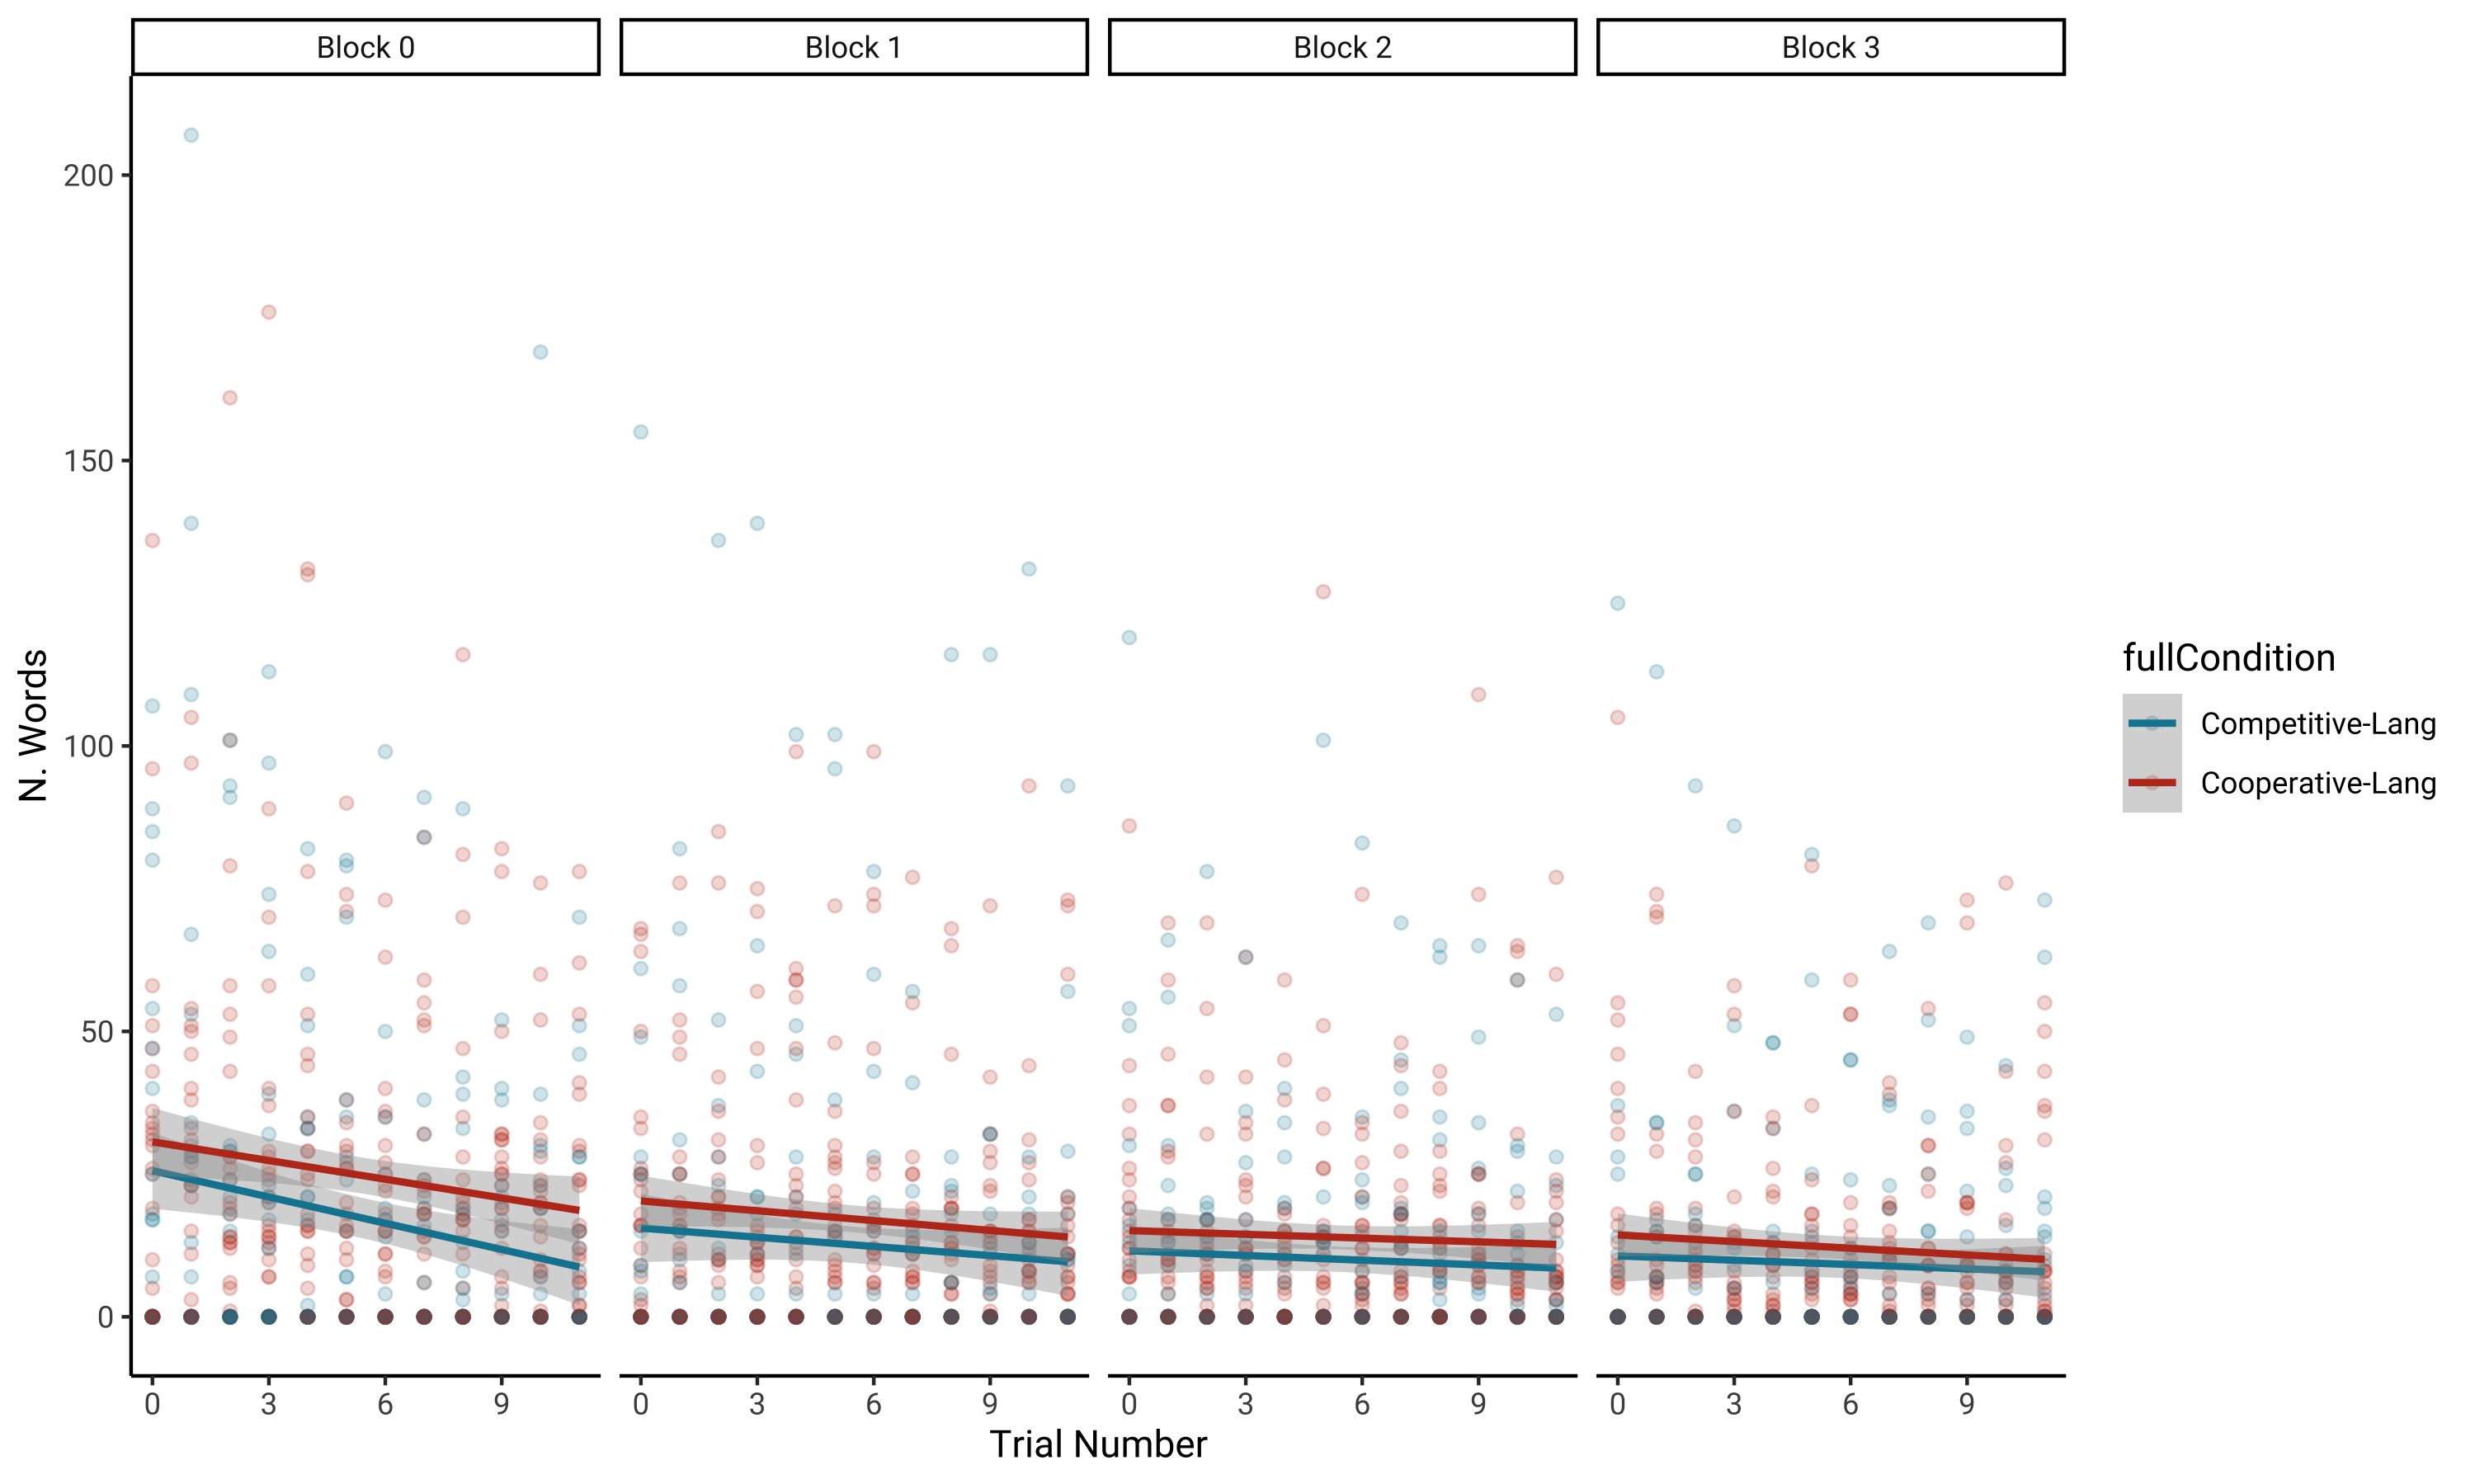 Block 0
Block 1
Block 2
Block 3
200
150
100
50
0
N. Words
0 3 6 9
0 3 6 9
0 3 6 9
0 3 6 9
Trial Number
fullCondition
Competitive-Lang
Cooperative-Lang